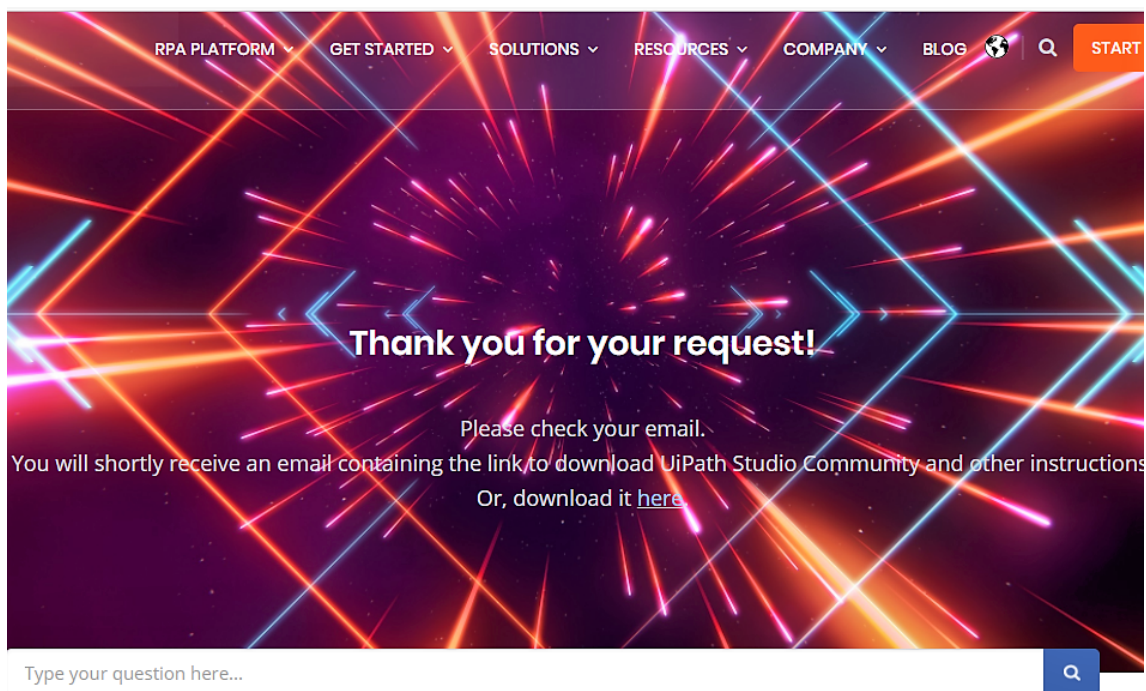 RPA PLATFORM GET STARTED SOLUTIONS RESOURCES COMPANY BLOG START
Thank you for your request!
Please check your email.
You will shortly receive an email containing the link to download UiPath Studio Community and other instructions
Or, download it here.
Type your question here...